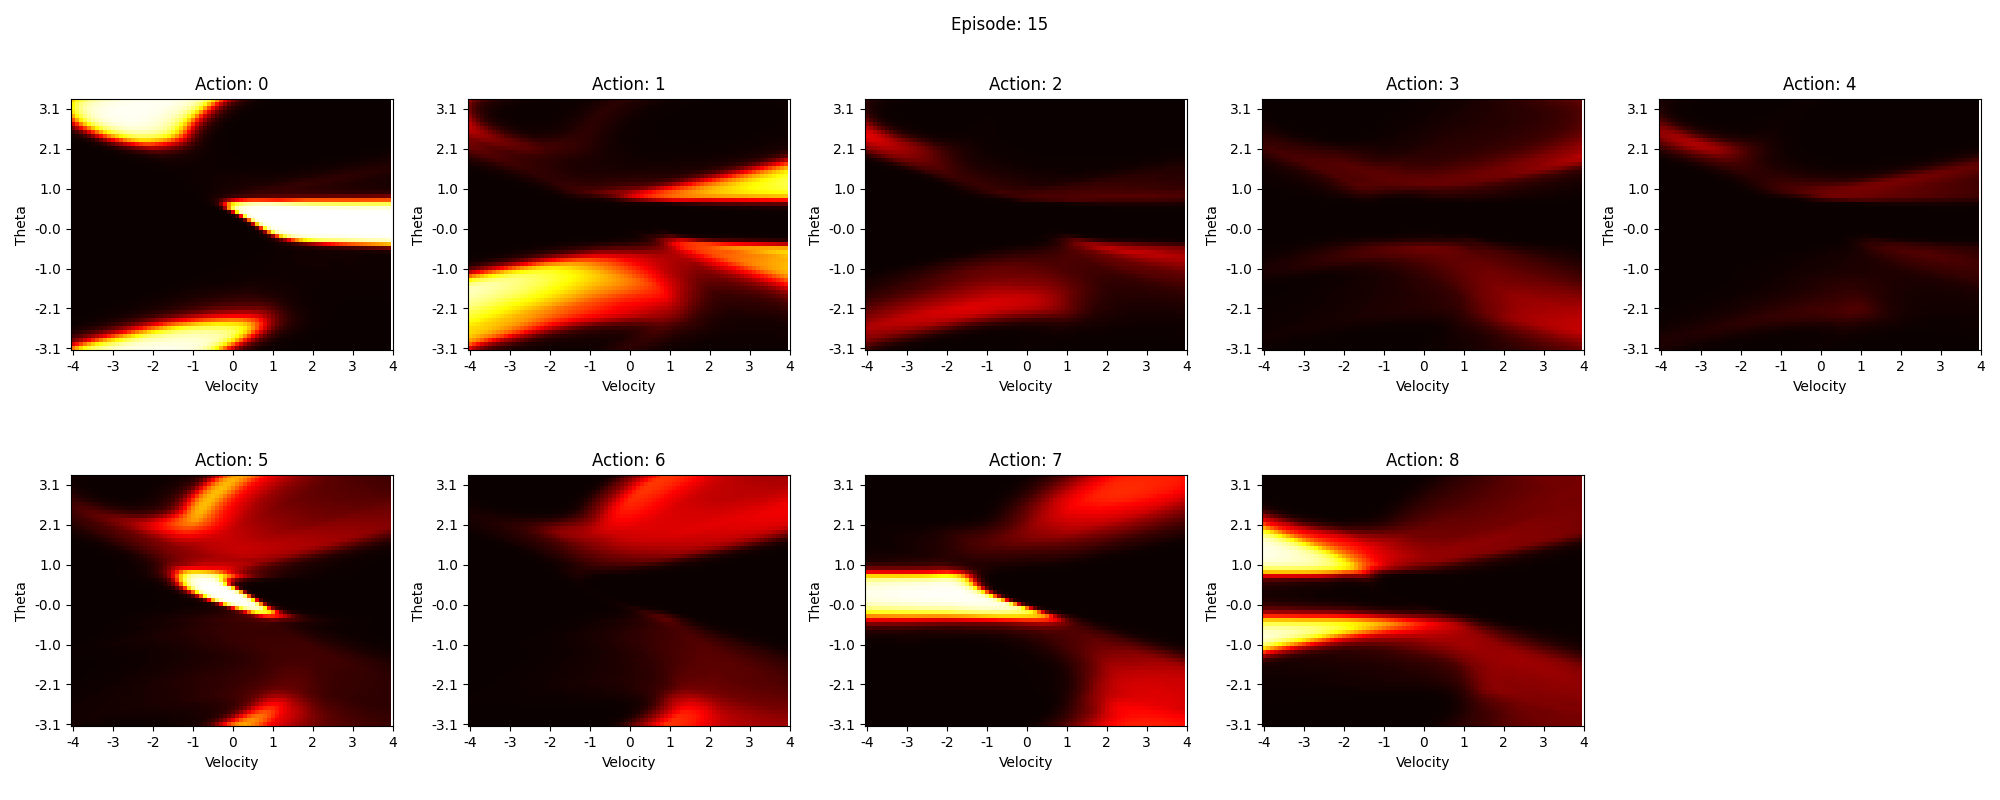 Episode: 15
Action: 0
Action: 1
Action: 2
Action: 3
Action: 4
3.1 3.1 3.1 3.1 3.1
2.1 2.1 2.1 2.1 2.1
1.0 1.0 1.0 1.0 1.0
Theta Theta Theta Theta Theta
-0.0 -0.0 -0.0 -0.0 -0.0
-1.0 -1.0 -1.0 -1.0 -1.0
-2.1 -2.1 -2.1 -2.1 -2.1
-3.1 -3.1 -3.1 -3.1 -3.1
-4 -3 -2 -1 0 1 2 3 4 -4 -3 -2 -1 0 1 2 3 4 -4 -3 -2 -1 0 1 2 3 4 -4 -3 -2 -1 0 1 2 3 4 -4 -3 -2 -1 0 1 2 3 4
Velocity Velocity Velocity Velocity Velocity
Action: 5
Action: 6
Action: 7
Action: 8
3.1 3.1 3.1 3.1
2.1 2.1 2.1 2.1
1.0 1.0 1.0 1.0
Theta Theta Theta Theta
-0.0 -0.0 -0.0 -0.0
-1.0 -1.0 -1.0 -1.0
-2.1 -2.1 -2.1 -2.1
-3.1 -3.1 -3.1 -3.1
-4 -3 -2 -1 0 1 2 3 4 -4 -3 -2 -1 0 1 2 3 4 -4 -3 -2 -1 0 1 2 3 4 -4 -3 -2 -1 0 1 2 3 4
Velocity Velocity Velocity Velocity